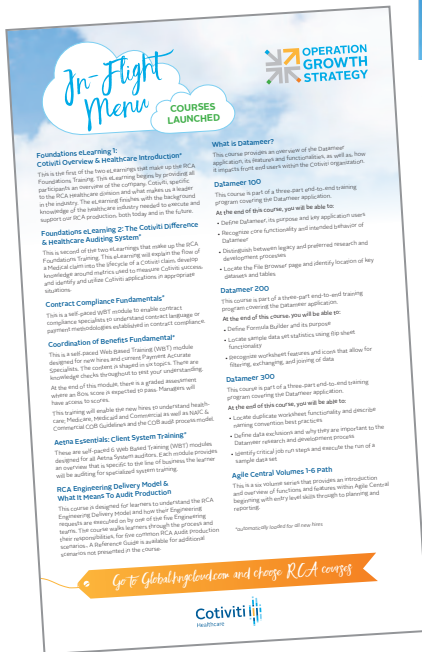 In-Flight
Menu
COURSES
LAUNCHED
OPERATION
GROWTH
STRATEGY
Foundations eLearning 1:
Cotiviti Overview & Healthcare Introduction*
This is the first of the two eLearnings that make up the RCA
Foundations Training. This eLearning begins by providing all
participants an overview of the company, Cotiviti, specific
to the RCA Healthcare division and what makes us a leader
in the industry. The eLearning finishes with the background
knowledge of the healthcare industry needed to execute and
support our RCA production, both today and in the future.
Foundations eLearning 2: The Cotiviti Difference
& Healthcare Auditing System*
This is second of the two eLearnings that make up the RCA
Foundations Training. This eLearning will explain the flow of
a Medical claim into the lifecycle of a Cotiviti claim, develop
knowledge around metrics used to measure Cotiviti success,
and identify and utilize Cotiviti applications in appropriate
situations.
Contract Compliance Fundamentals*
This is a self-paced WBT module to enable contract
compliance specialists to understand contract language or
payment methodologies established in contract compliance.
Coordination of Benefits Fundamental*
This is a self-paced Web Based Training (WBT) module
designed for new hires and current Payment Accurate
Specialists. The content is shaped in six topics. There are
knowledge checks throughout to test your understanding.
At the end of this module, there is a graded assessment
where an 80% score is expected to pass. Managers will
have access to scores.
This training will enable the new hires to understand health-
care, Medicare, Medicaid and Commercial as well as NAIC &
Commercial COB Guidelines and the COB audit process model.
Aetna Essentials: Client System Training*
These are self-paced 6 Web Based Training (WBT) modules
designed for all Aetna System auditors. Each module provides
an overview that is specific to the line of business the learner
will be auditing for specialized system training.
RCA Engineering Delivery Model &
What It Means To Audit Production
This course is designed for learners to understand the RCA
Engineering Delivery Model and how their Engineering
requests are executed on by one of five Engineering
teams. The course walks learners through the process and
their responsibilities, for five common RCA Audit Production
scenarios. A Reference Guide is available for additional
scenarios not presented in the course.
What is Datameer?
This course provides an overview of the Datameer
application, its features and functionalities, as well as, how
it impacts front end users within the Cotiviti organization.
Datameer 100
This course is part of a three-part end-to-end training
program covering the Datameer application.
At the end of this course, you will be able to:
• Define Datameer, its purpose and key application users
• Recognize core functionality and intended behavior of
Datameer
• Distinguish between legacy and preferred research and
development processes
• Locate the File Browser page and identify location of key
datasets and tables.
Datameer 200
This course is part of a three-part end-to-end training
program covering the Datameer application.
At the end of this course, you will be able to:
• Define Formula Builder and its purpose
• Locate sample data set statistics using flip sheet
functionality
• Recognize worksheet features and icons that allow for
filtering, exchanging, and joining of data
Datameer 300
This course is part of a three-part end-to-end training
program covering the Datameer application.
At the end of this course, you will be able to:
• Locate duplicate worksheet functionality and describe
naming convention best practices
• Define data exclusions and why they are important to the
Datameer research and development process
• Identify critical job run steps and execute the run of a
sample data set
Agile Central Volumes 1-6 Path
This is a six volume series that provides an introduction
and overview of functions and features within Agile Central
beginning with entry level skills through to planning and
reporting.
*automatically loaded for all new hires
Go to Global.hngcloud.com and choose RCA courses
Cotiviti
Healthcare